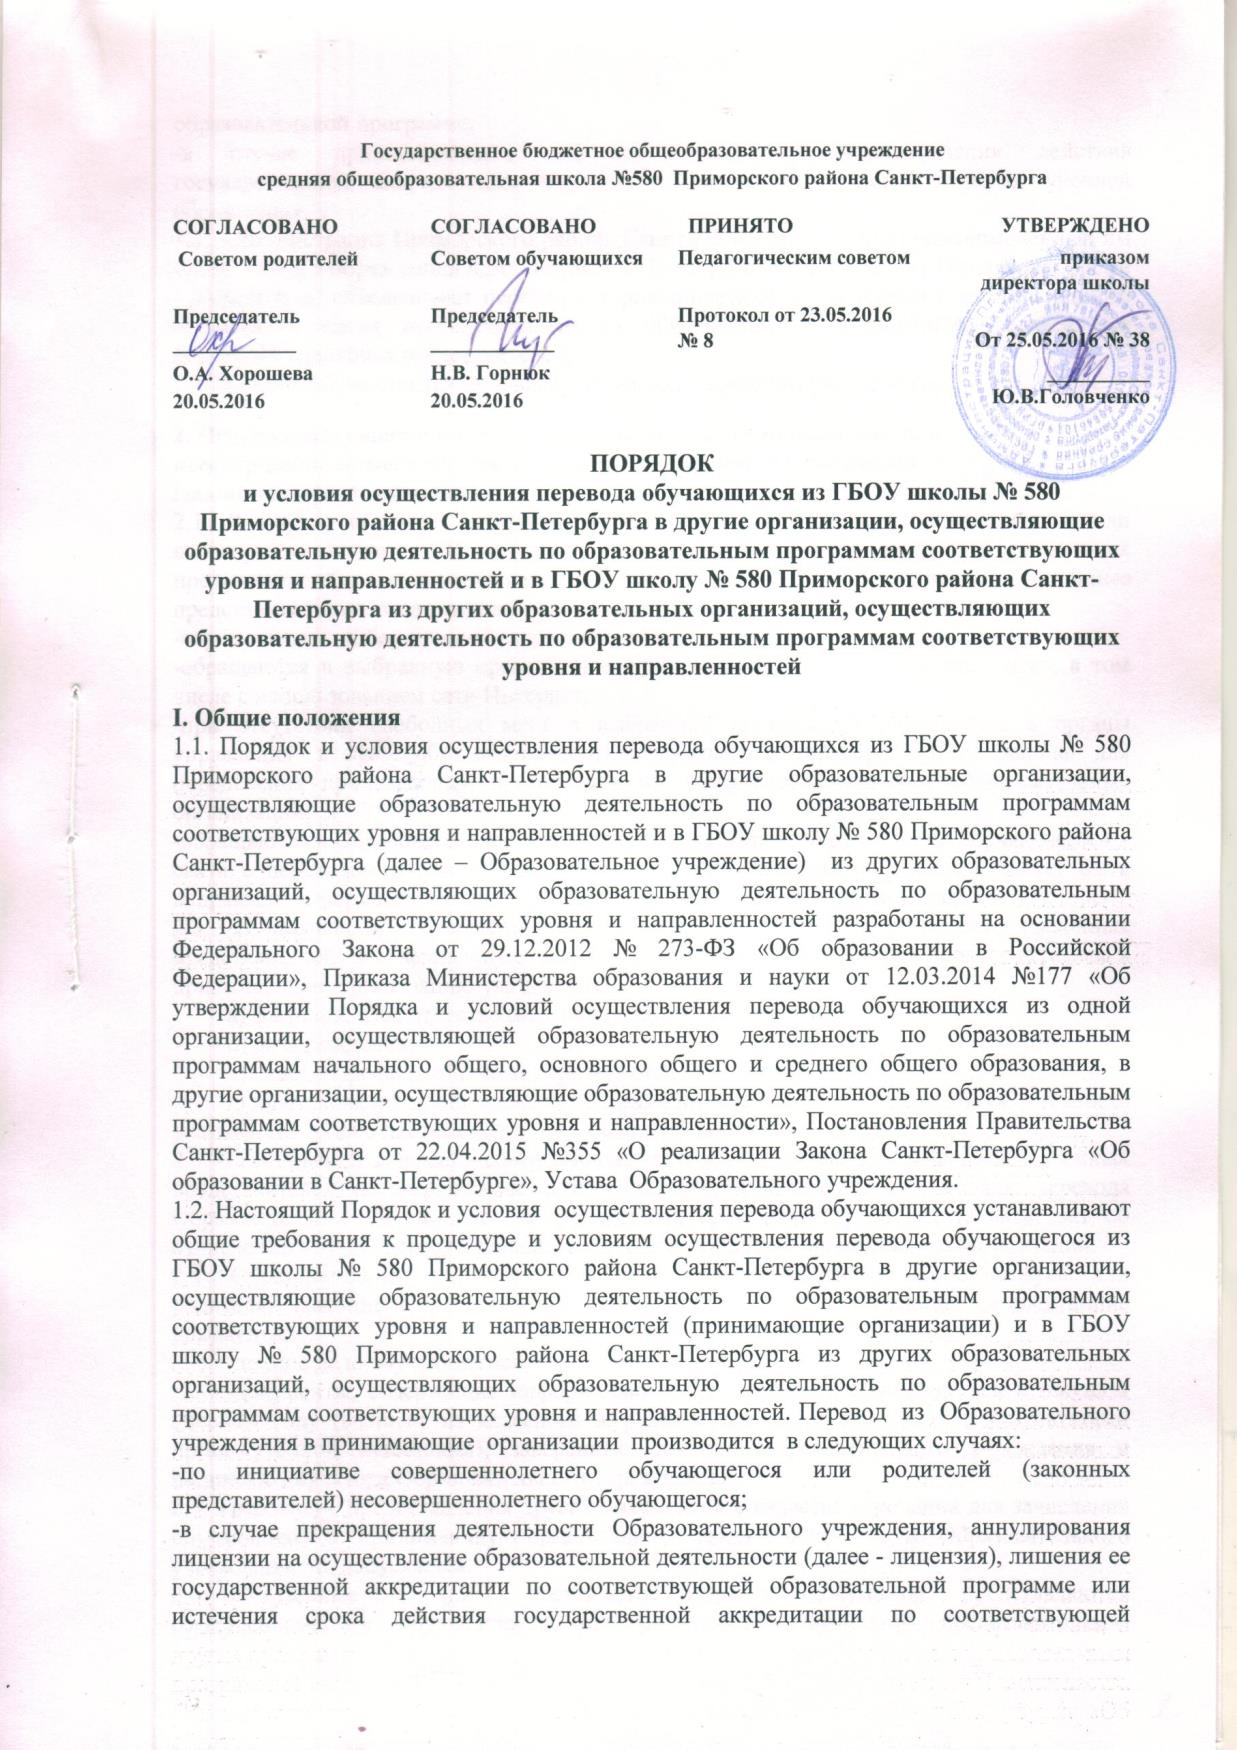 Государственное бюджетное общеобразовательное учреждение
средняя общеобразовательная школа №580 Приморского района Санкт-Петербурга
СОГЛАСОВАНО СОГЛАСОВАНО ПРИНЯТО УТВЕРЖДЕНО
Советом родителей Советом обучающихся Педагогическим советом приказом
директора школы
Председатель Председатель Протокол от 23.05.2016
№ 8 От 25.05.2016 № 38
О.А. Хорошева Н.В. Горнюк
20.05.2016 20.05.2016 Ю.В.Головченко
ПОРЯДОК
и условия осуществления перевода обучающихся из ГБОУ школы № 580
Приморского района Санкт-Петербурга в другие организации, осуществляющие
образовательную деятельность по образовательным программам соответствующих
уровня и направленностей и в ГБОУ школу № 580 Приморского района Санкт-
Петербурга из других образовательных организаций, осуществляющих
образовательную деятельность по образовательным программам соответствующих
уровня и направленностей
I. Общие положения
1.1. Порядок и условия осуществления перевода обучающихся из ГБОУ школы № 580
Приморского района Санкт-Петербурга в другие образовательные организации,
осуществляющие образовательную деятельность по образовательным программам
соответствующих уровня и направленностей и в ГБОУ школу № 580 Приморского района
Санкт-Петербурга (далее – Образовательное учреждение) из других образовательных
организаций, осуществляющих образовательную деятельность по образовательным
программам соответствующих уровня и направленностей разработаны на основании
Федерального Закона от 29.12.2012 № 273-ФЗ «Об образовании в Российской
Федерации», Приказа Министерства образования и науки от 12.03.2014 №177 «Об
утверждении Порядка и условий осуществления перевода обучающихся из одной
организации, осуществляющей образовательную деятельность по образовательным
программам начального общего, основного общего и среднего общего образования, в
другие организации, осуществляющие образовательную деятельность по образовательным
программам соответствующих уровня и направленности», Постановления Правительства
Санкт-Петербурга от 22.04.2015 №355 «О реализации Закона Санкт-Петербурга «Об
образовании в Санкт-Петербурге», Устава Образовательного учреждения.
1.2. Настоящий Порядок и условия осуществления перевода обучающихся устанавливают
общие требования к процедуре и условиям осуществления перевода обучающегося из
ГБОУ школы № 580 Приморского района Санкт-Петербурга в другие организации,
осуществляющие образовательную деятельность по образовательным программам
соответствующих уровня и направленностей (принимающие организации) и в ГБОУ
школу № 580 Приморского района Санкт-Петербурга из других образовательных
организаций, осуществляющих образовательную деятельность по образовательным
программам соответствующих уровня и направленностей. Перевод из Образовательного
учреждения в принимающие организации производится в следующих случаях:
-по инициативе совершеннолетнего обучающегося или родителей (законных
представителей) несовершеннолетнего обучающегося;
-в случае прекращения деятельности Образовательного учреждения, аннулирования
лицензии на осуществление образовательной деятельности (далее - лицензия), лишения ее
государственной аккредитации по соответствующей образовательной программе или
истечения срока действия государственной аккредитации по соответствующей